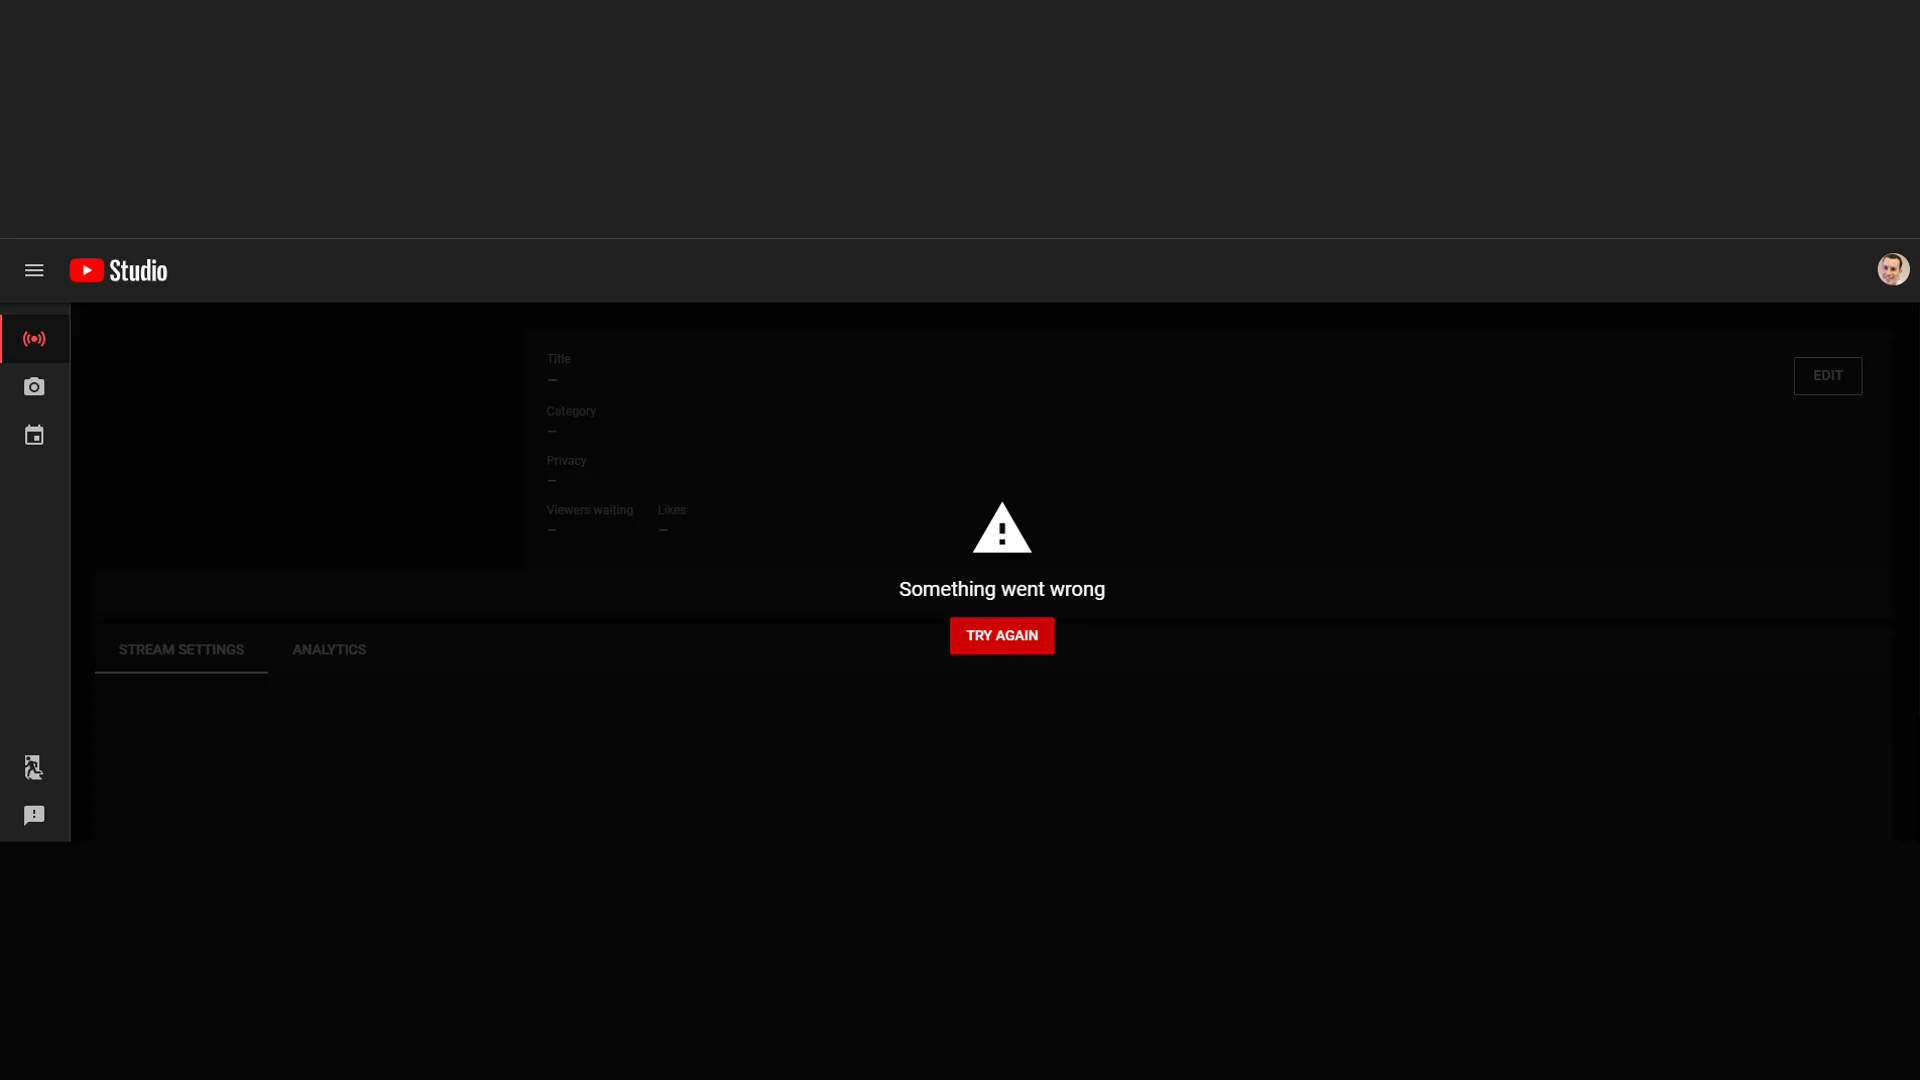 Studio
Title
—
EDIT
Category
—
Privacy
—
Viewers waiting Likes
— —
Something went wrong
TRY AGAIN
STREAM SETTINGS ANALYTICS